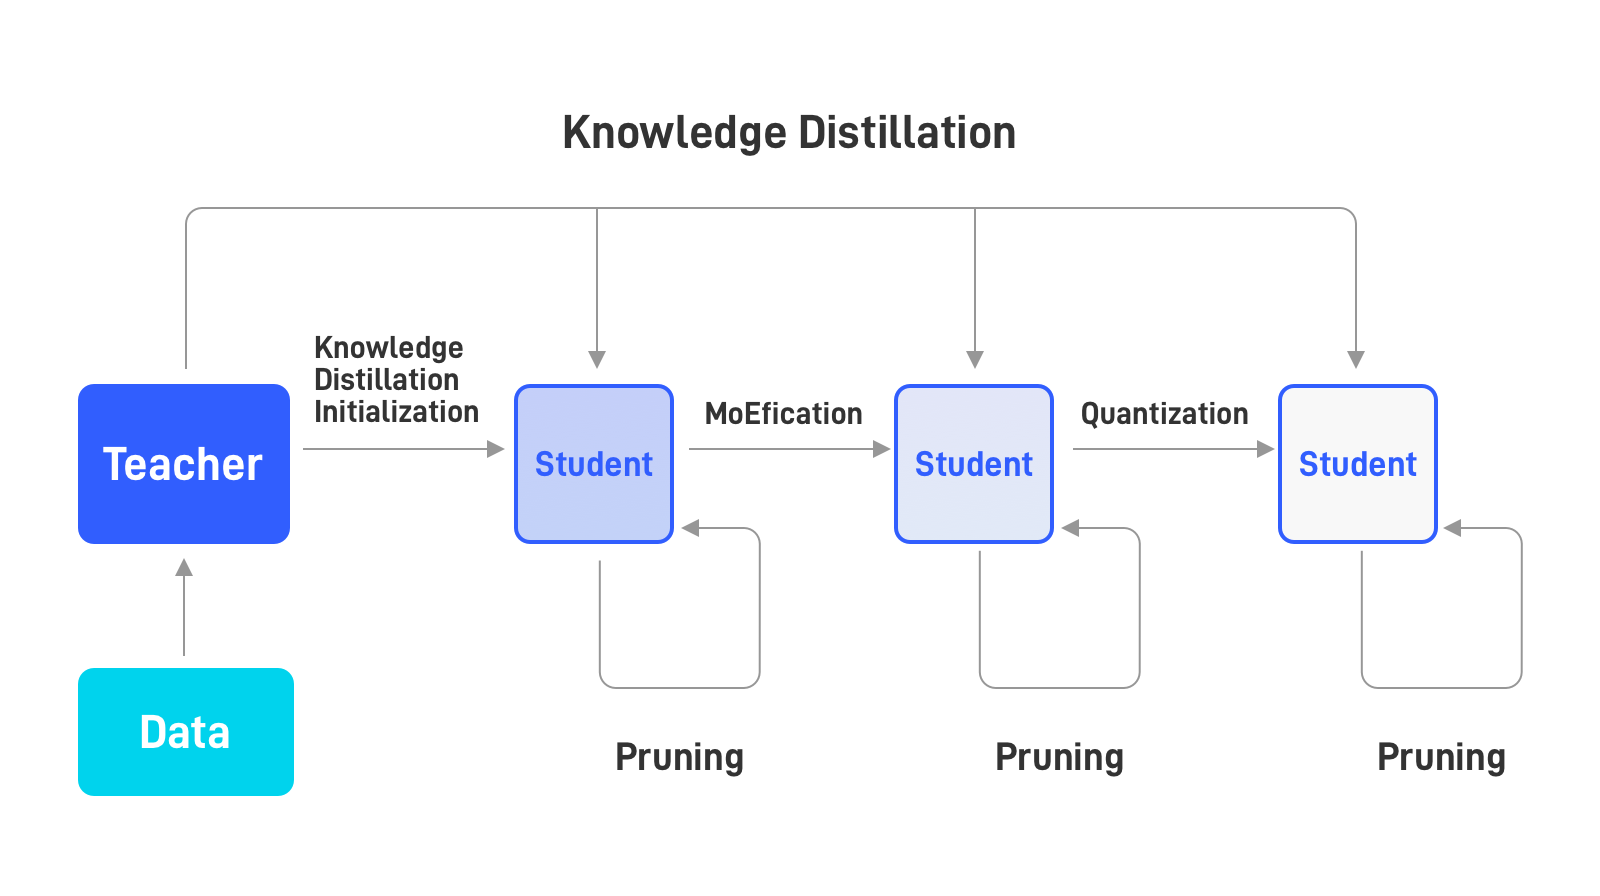 Knowledge Distillation
Knowledge
Distillation
Initialization
MoEfication
Quantization
Teacher
Student
Student
Student
Data
Pruning
Pruning
Pruning